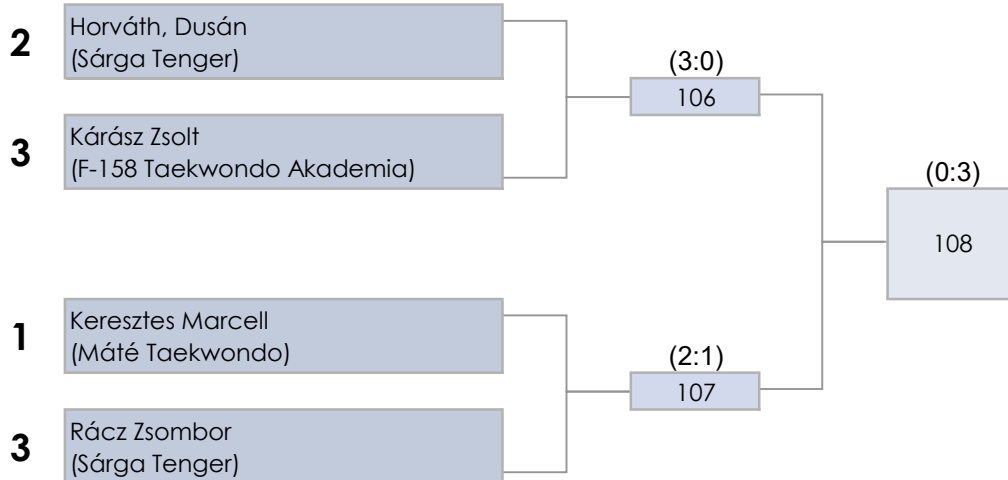 2
Horváth, Dusán
(Sárga Tenger)
3
Kárász Zsolt
(F-158 Taekwondo Akademia)
(3:0)
106
(0:3)
108
1
Keresztes Marcell
(Máté Taekwondo)
(2:1)
107
3
Rácz Zsombor
(Sárga Tenger)